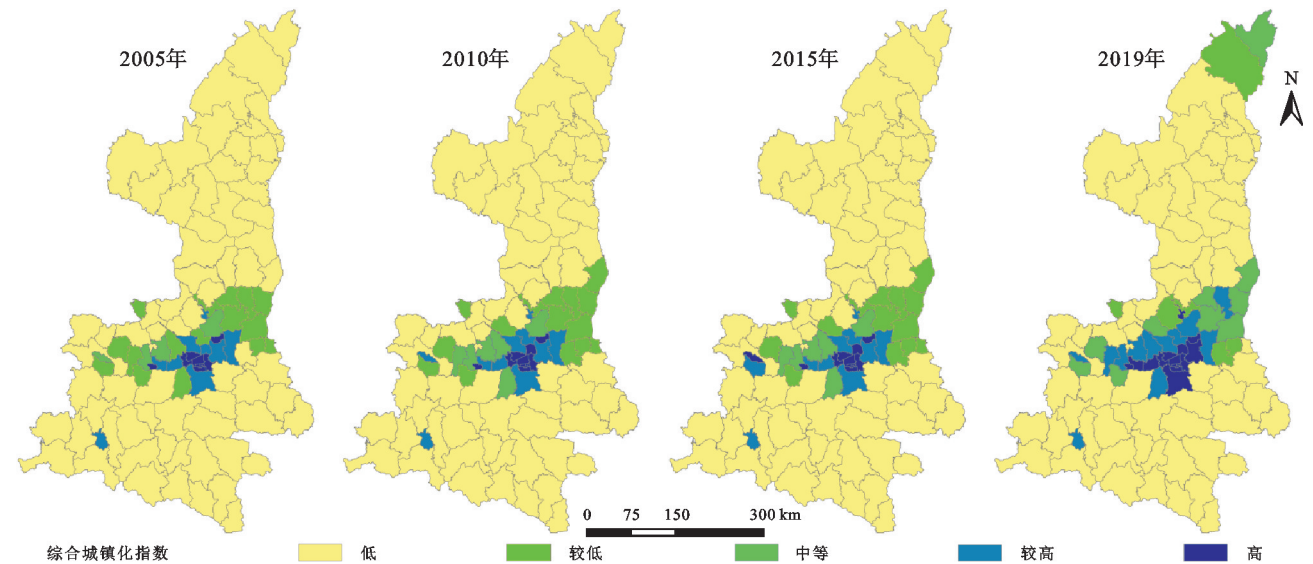 2005年
2010年
2015年
2019年
N
0 75 150 300 km
综合城镇化指数 低 较低 中等 较高 高